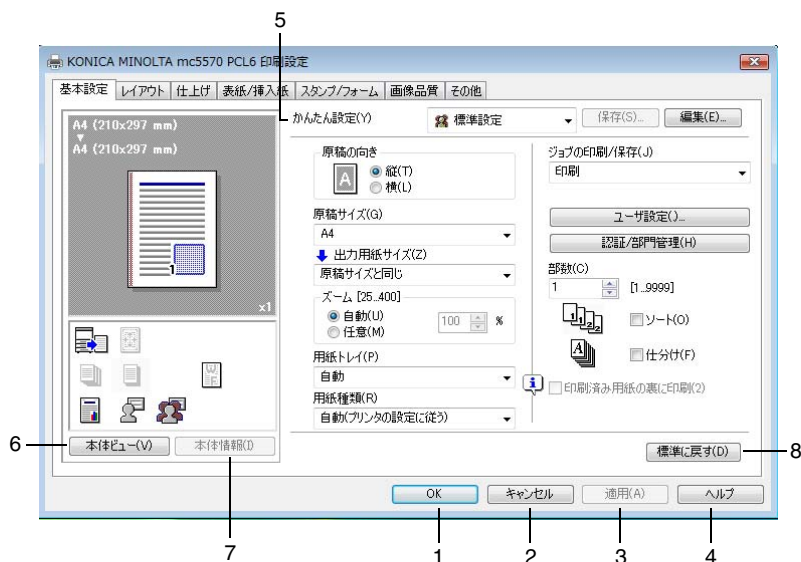 5
KONICA MINOLTA mc5570 PCL6 印刷設定
基本設定 レイアウト 仕上げ 表紙/挿入紙 スタンプ/フォーム 画像品質 その他
A4 (210x297 mm)
A4 (210x297 mm)
1
x1
かんたん設定(Y) 標準設定 保存(S)... 編集(E)...
原稿の向き
A
縦(T)
横(L)
原稿サイズ(G)
A4
出力用紙サイズ(Z)
原稿サイズと同じ
ズーム [25..400]
自動(U)
任意(M)
100 %
用紙トレイ(P)
自動
用紙種類(R)
自動(プリンタの設定に従う)
ジョブの印刷/保存(J)
印刷
ユーザ設定()...
認証/部門管理(H)
部数(C)
1 [1..9999]
1 1 2 2
ソート(O)
A
仕分け(F)
印刷済み用紙の裏に印刷(2)
W
F
6
本体ビュー(V) 本体情報(I)
標準に戻す(D)
8
OK キャンセル 適用(A) ヘルプ
7 1 2 3 4